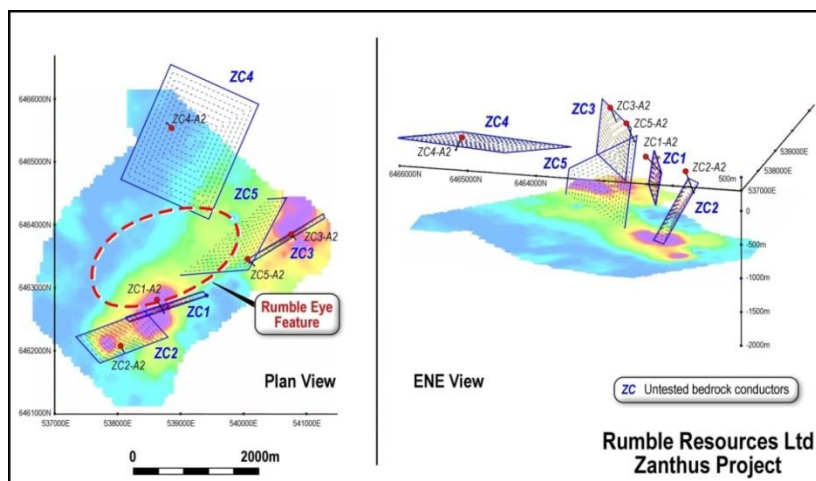 ZC4
ZC4-A2
ZC5
ZC3-A2
ZC5-A2
ZC3
ZC1-A2
ZC1
ZC2
ZC2-A2
Rumble Eye
Feature
Plan View
6466000N
6465000N
6464000N
6463000N
6462000N
6461000N
537000E
538000E
539000E
540000E
541000E
0
2000m
ZC4
ZC4-A2
ZC3
ZC3-A2
ZC5-A2
ZC1-A2
ZC5
ZC1
ZC2-A2
ZC2
6466000N
6465000N
6464000N
539000E
538000E
537000E
500m
0
-500m
-1000m
-1500m
-2000m
ENE View
ZC Untested bedrock conductors
Rumble Resources Ltd
Zanthus Project